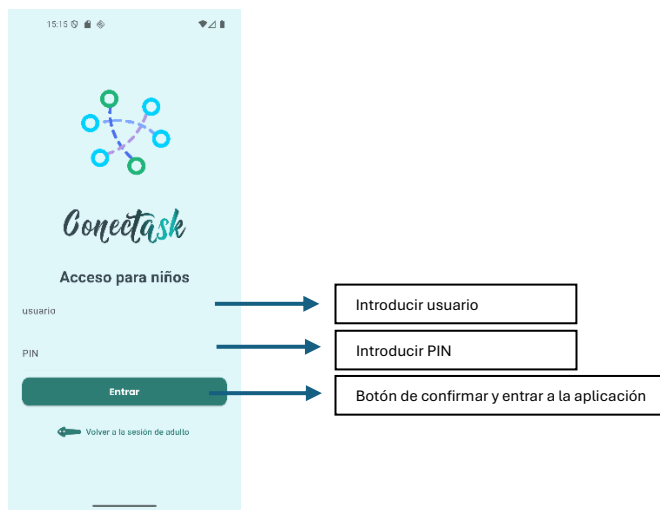 15:15
Conectask
Acceso para niños
usuario
Introducir usuario
PIN
Introducir PIN
Entrar
Botón de confirmar y entrar a la aplicación
Volver a la sesión de adulto